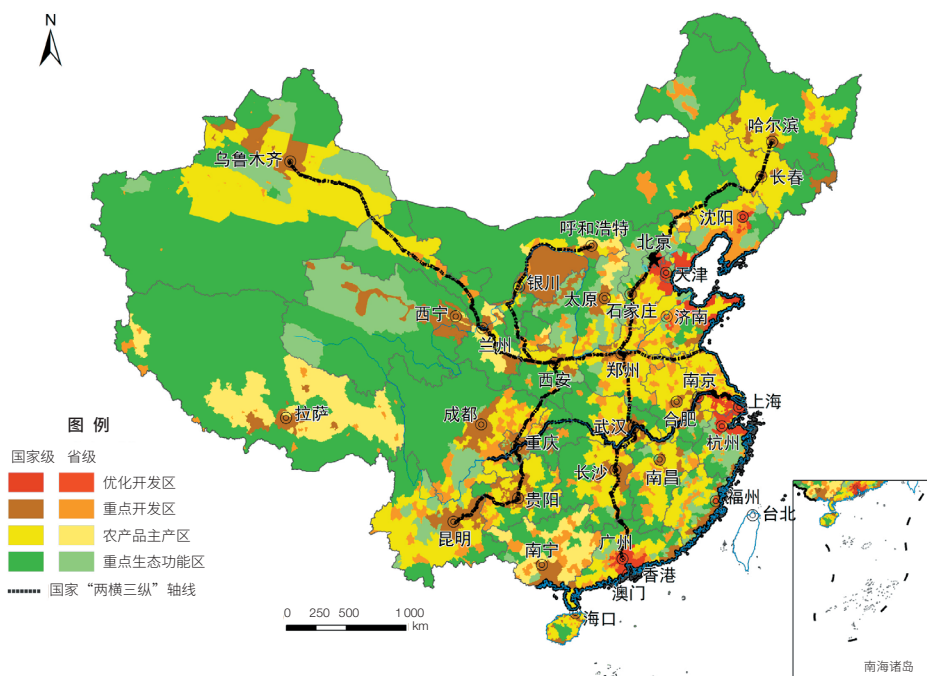 N
哈尔滨
长春
乌鲁木齐
沈阳
呼和浩特
北京
天津
银川
太原
石家庄
西宁
济南
兰州
郑州
西安
南京
上海
拉萨
成都
合肥
武汉
杭州
重庆
长沙
南昌
贵阳
福州
台北
昆明
南宁
广州
香港
澳门
海口
图 例
国家级 省级
优化开发区
重点开发区
农产品主产区
重点生态功能区
国家“两横三纵”轴线
0 250 500 1 000
km
南海诸岛